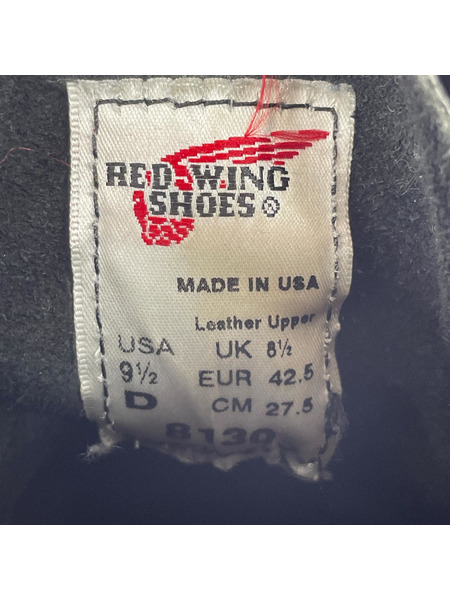 RED WING
SHOES®
MADE IN USA
Leather Upper
USA UK 8½
9½ EUR 42.5
D CM 27.5
8130